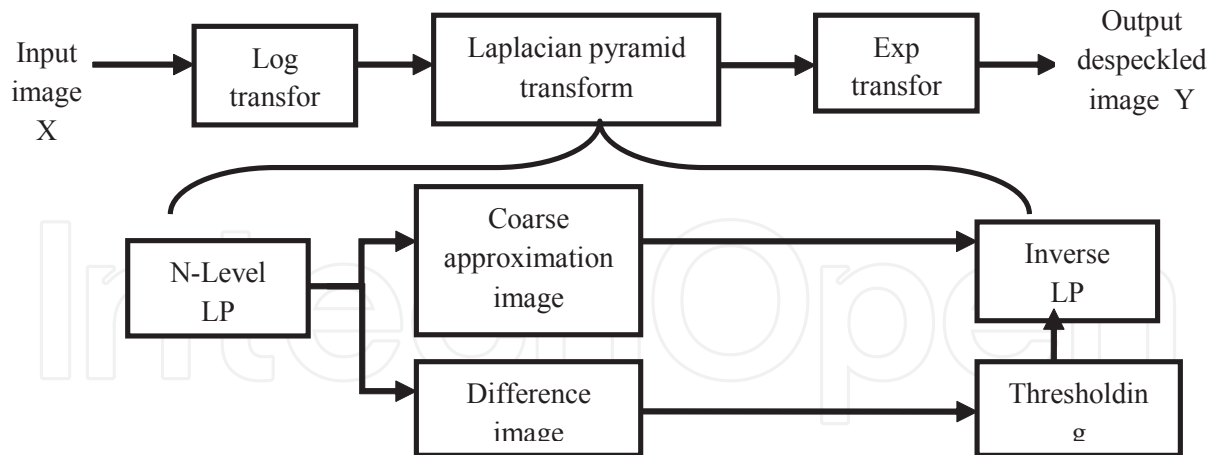 Input
image
X
Log
transfor
Laplacian pyramid
transform
Exp
transfor
Output
despeckled
image Y
N-Level
LP
Coarse
approximation
image
Inverse
LP
Difference
image
Thresholdin
g
IntechOpen